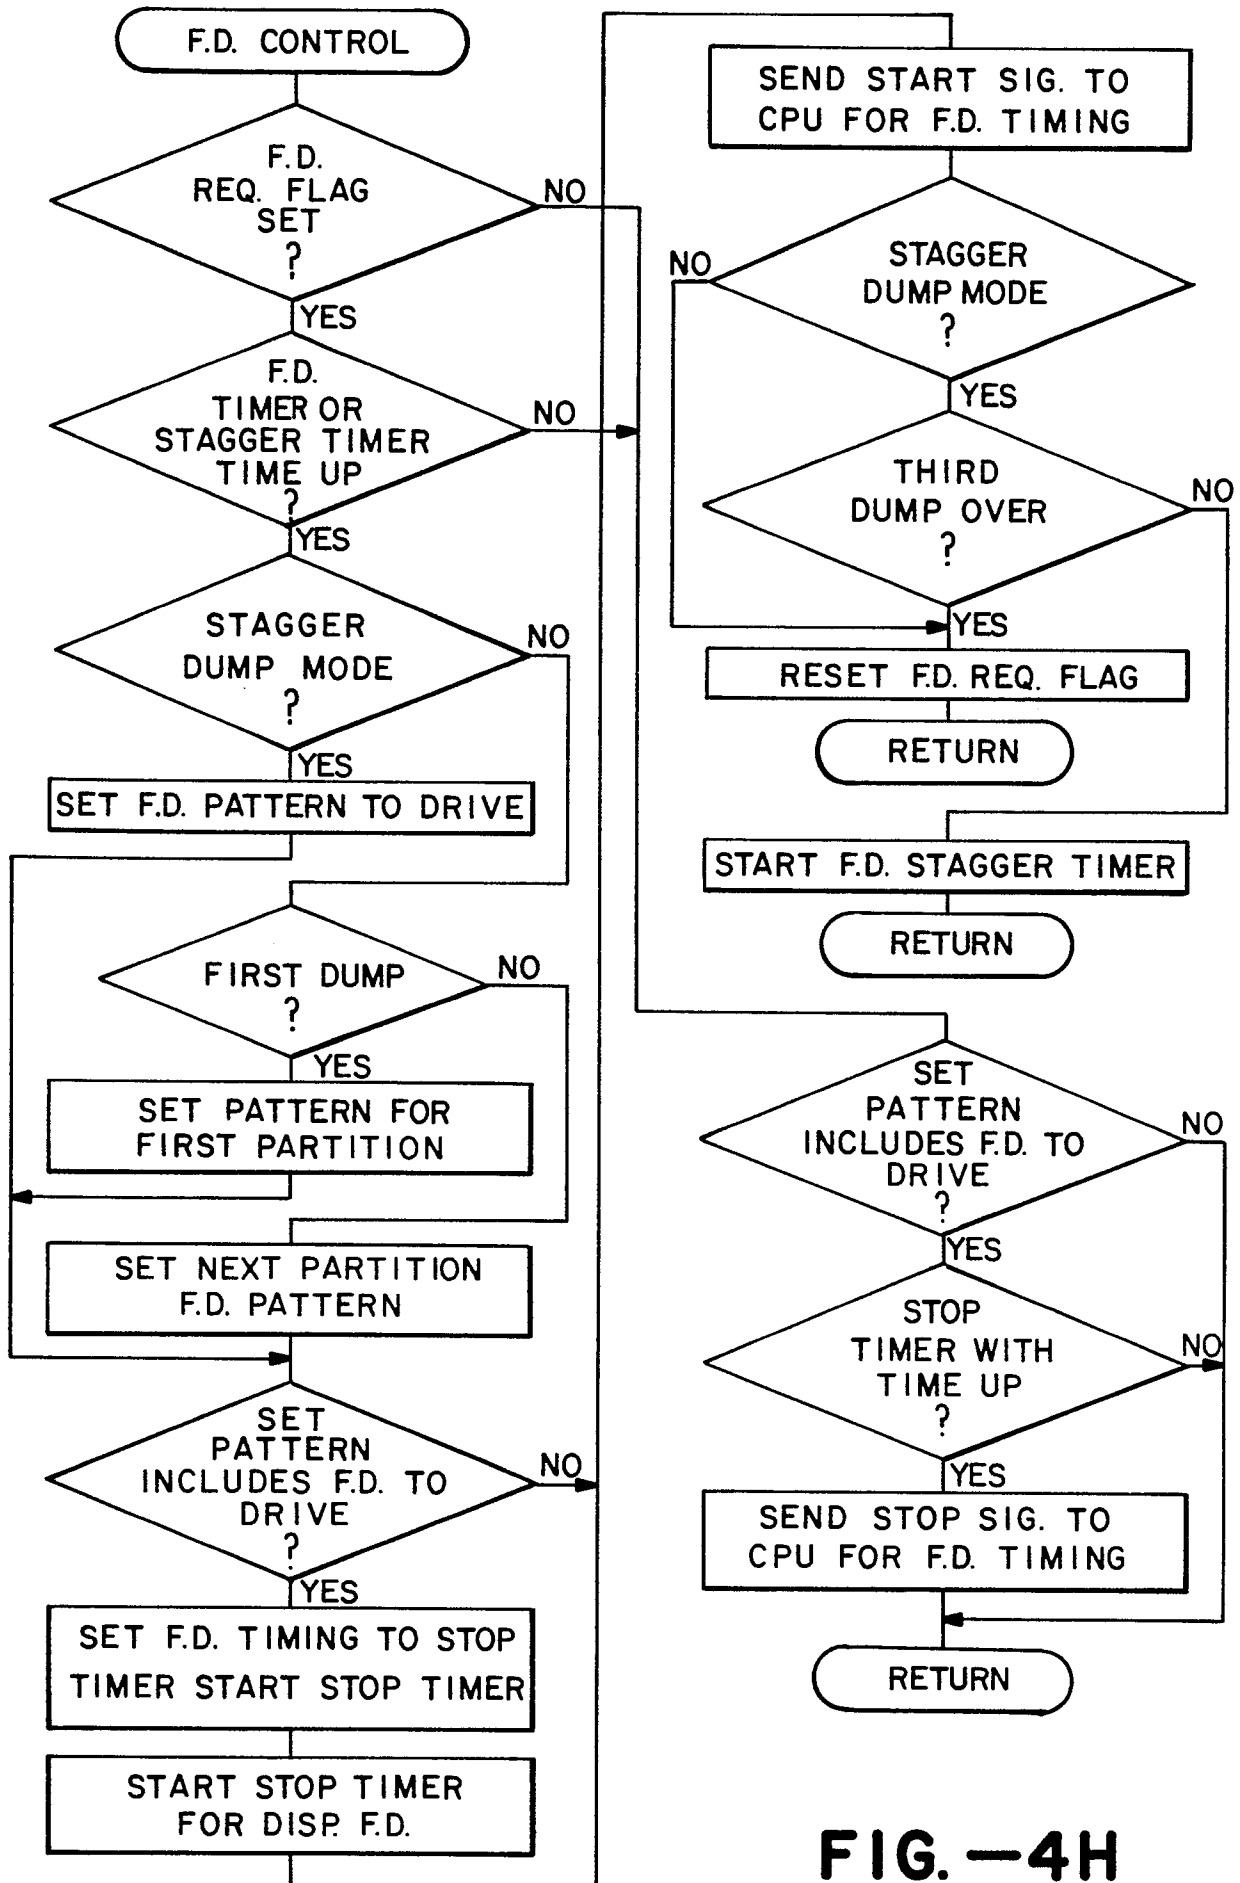 F.D. CONTROL
F.D.
REQ. FLAG
SET
?
NO
YES
F.D.
TIMER OR
STAGGER TIMER
TIME UP
?
NO
YES
STAGGER
DUMP MODE
?
NO
YES
SET F.D. PATTERN TO DRIVE
FIRST DUMP
?
NO
YES
SET PATTERN FOR
FIRST PARTITION
SET NEXT PARTITION
F.D. PATTERN
SET
PATTERN
INCLUDES F.D. TO
DRIVE
?
NO
YES
SET F.D. TIMING TO STOP
TIMER START STOP TIMER
START STOP TIMER
FOR DISP. F.D.
SEND START SIG. TO
CPU FOR F.D. TIMING
STAGGER
DUMP MODE
?
NO
YES
THIRD
DUMP OVER
?
NO
YES
RESET F.D. REQ. FLAG
RETURN
START F.D. STAGGER TIMER
RETURN
SET
PATTERN
INCLUDES F.D. TO
DRIVE
?
NO
YES
STOP
TIMER WITH
TIME UP
?
NO
YES
SEND STOP SIG. TO
CPU FOR F.D. TIMING
RETURN
FIG. —4H